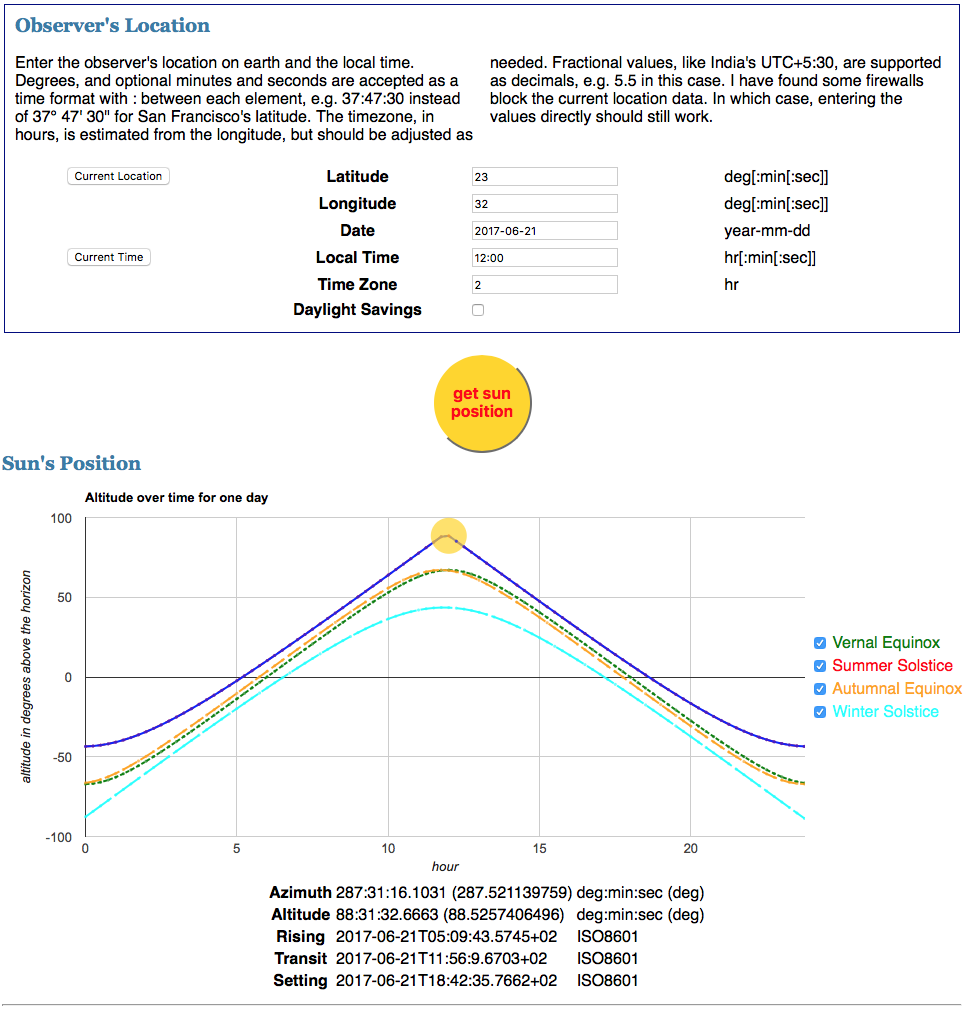 Observer's Location
Enter the observer's location on earth and the local time.
Degrees, and optional minutes and seconds are accepted as a
time format with : between each element, e.g. 37:47:30 instead
of 37° 47' 30" for San Francisco's latitude. The timezone, in
hours, is estimated from the longitude, but should be adjusted as
needed. Fractional values, like India's UTC+5:30, are supported
as decimals, e.g. 5.5 in this case. I have found some firewalls
block the current location data. In which case, entering the
values directly should still work.
Current Location Latitude 23 deg[:min[:sec]]
Longitude 32 deg[:min[:sec]]
Date 2017-06-21 year-mm-dd
Current Time Local Time 12:00 hr[:min[:sec]]
Time Zone 2 hr
Daylight Savings
get sun
position
Sun's Position
Altitude over time for one day
altitude in degrees above the horizon
100
50
0
-50
-100
0 5 10 15 20
hour
Vernal Equinox
Summer Solstice
Autumnal Equinox
Winter Solstice
Azimuth 287:31:16.1031 (287.521139759) deg:min:sec (deg)
Altitude 88:31:32.6663 (88.5257406496) deg:min:sec (deg)
Rising 2017-06-21T05:09:43.5745+02 ISO8601
Transit 2017-06-21T11:56:9.6703+02 ISO8601
Setting 2017-06-21T18:42:35.7662+02 ISO8601